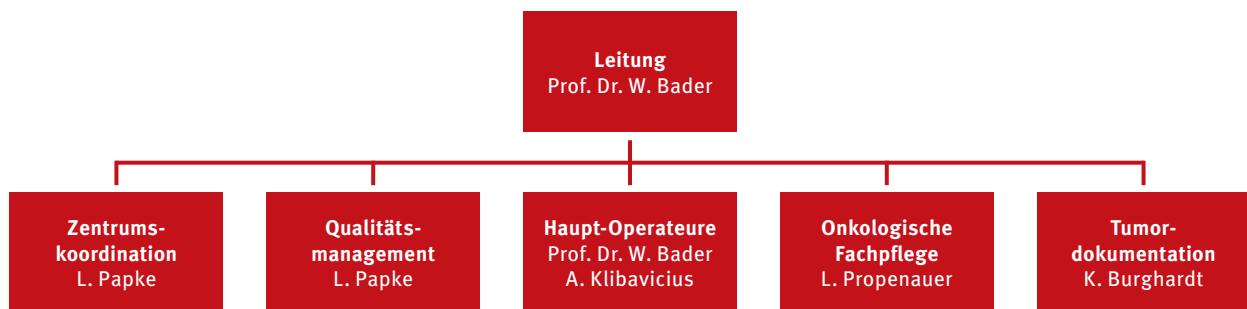 Leitung
Prof. Dr. W. Bader
Zentrums-
koordination
L. Papke
Qualitäts-
management
L. Papke
Haupt-Operateure
Prof. Dr. W. Bader
A. Klibavicius
Onkologische
Fachpflege
L. Propenauer
Tumor-
dokumentation
K. Burghardt